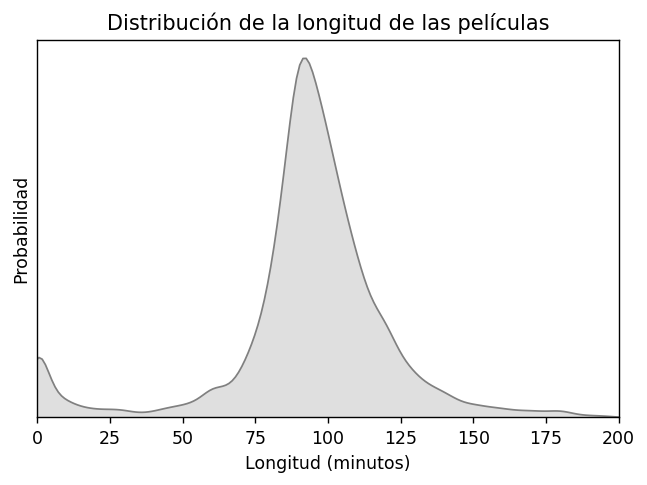 Distribución de la longitud de las películas
Probabilidad
0 25 50 75 100 125 150 175 200
Longitud (minutos)